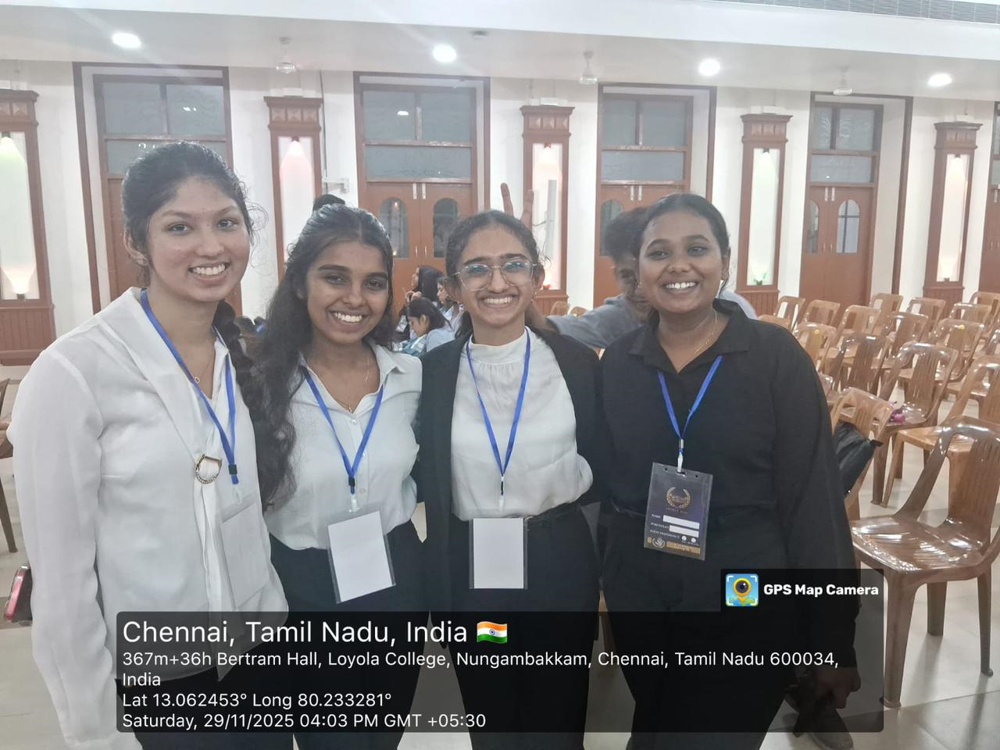 NAME
GPS Map Camera
Chennai, Tamil Nadu, India
367m+36h Bertram Hall, Loyola College, Nungambakkam, Chennai, Tamil Nadu 600034,
India
Lat 13.062453° Long 80.233281°
Saturday, 29/11/2025 04:03 PM GMT +05:30